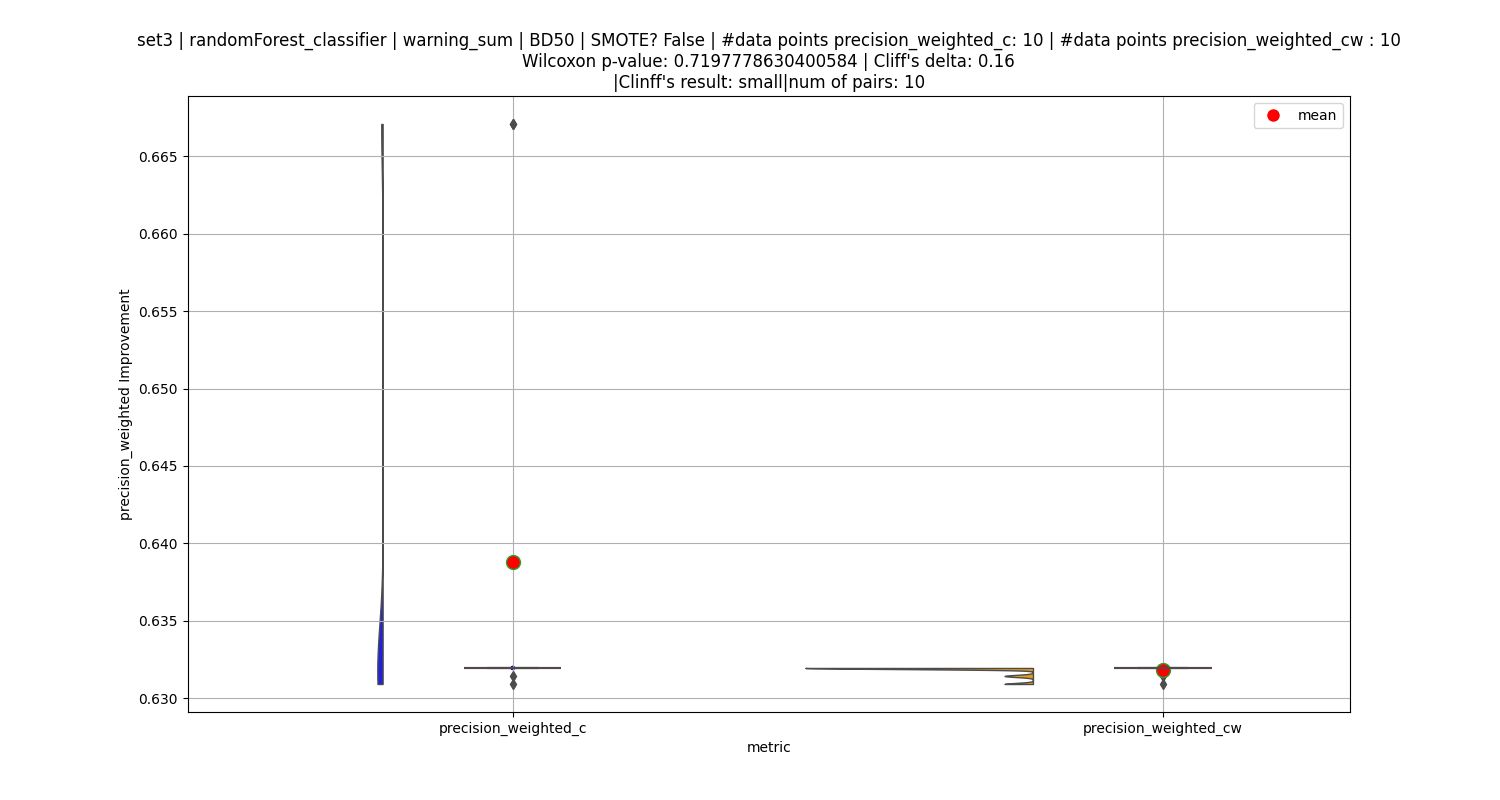 set3 | randomForest_classifier | warning_sum | BD50 | SMOTE? False | #data points precision_weighted_c: 10 | #data points precision_weighted_cw : 10
Wilcoxon p-value: 0.7197778630400584 | Cliff's delta: 0.16
|Clinff's result: small|num of pairs: 10
mean
0.665
0.660
0.655
0.650
0.645
0.640
0.635
0.630
precision_weighted Improvement
precision_weighted_c
precision_weighted_cw
metric